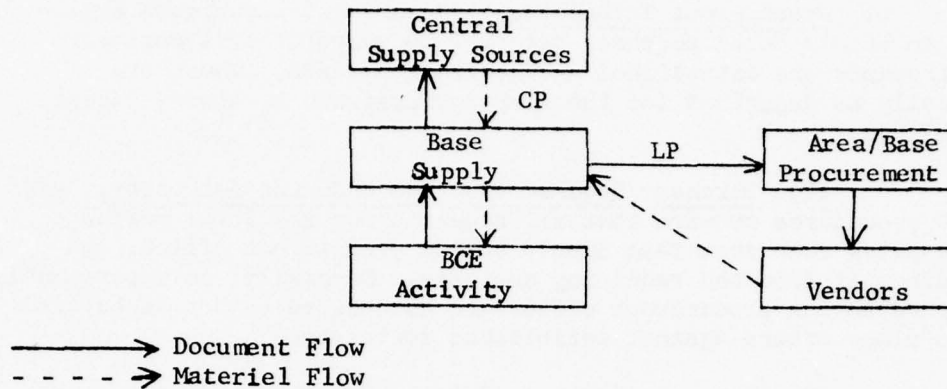 Central
Supply Sources
CP
Base
Supply
LP
Area/Base
Procurement
BCE
Activity
Vendors
Document Flow
Materiel Flow